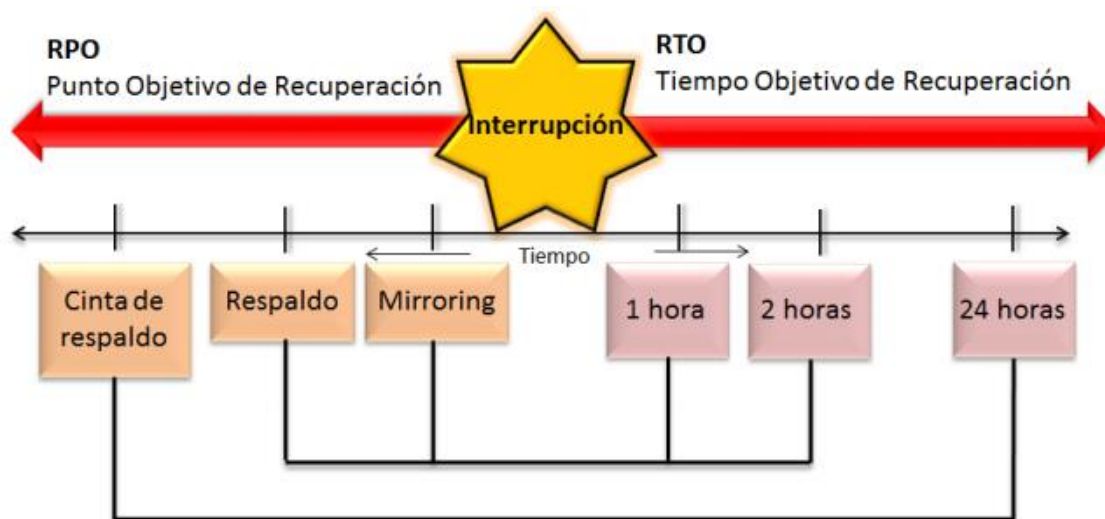 RPO
Punto Objetivo de Recuperación
RTO
Tiempo Objetivo de Recuperación
Interrupción
Tiempo
Cinta de
respaldo
Respaldo
Mirroring
1 hora
2 horas
24 horas